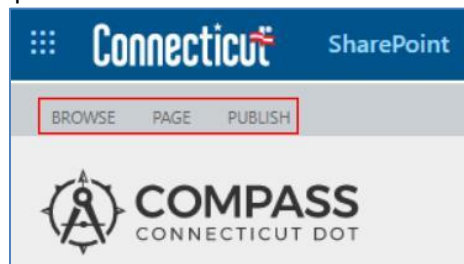 Connecticut SharePoint
BROWSE PAGE PUBLISH
COMPASS
CONNECTICUT DOT